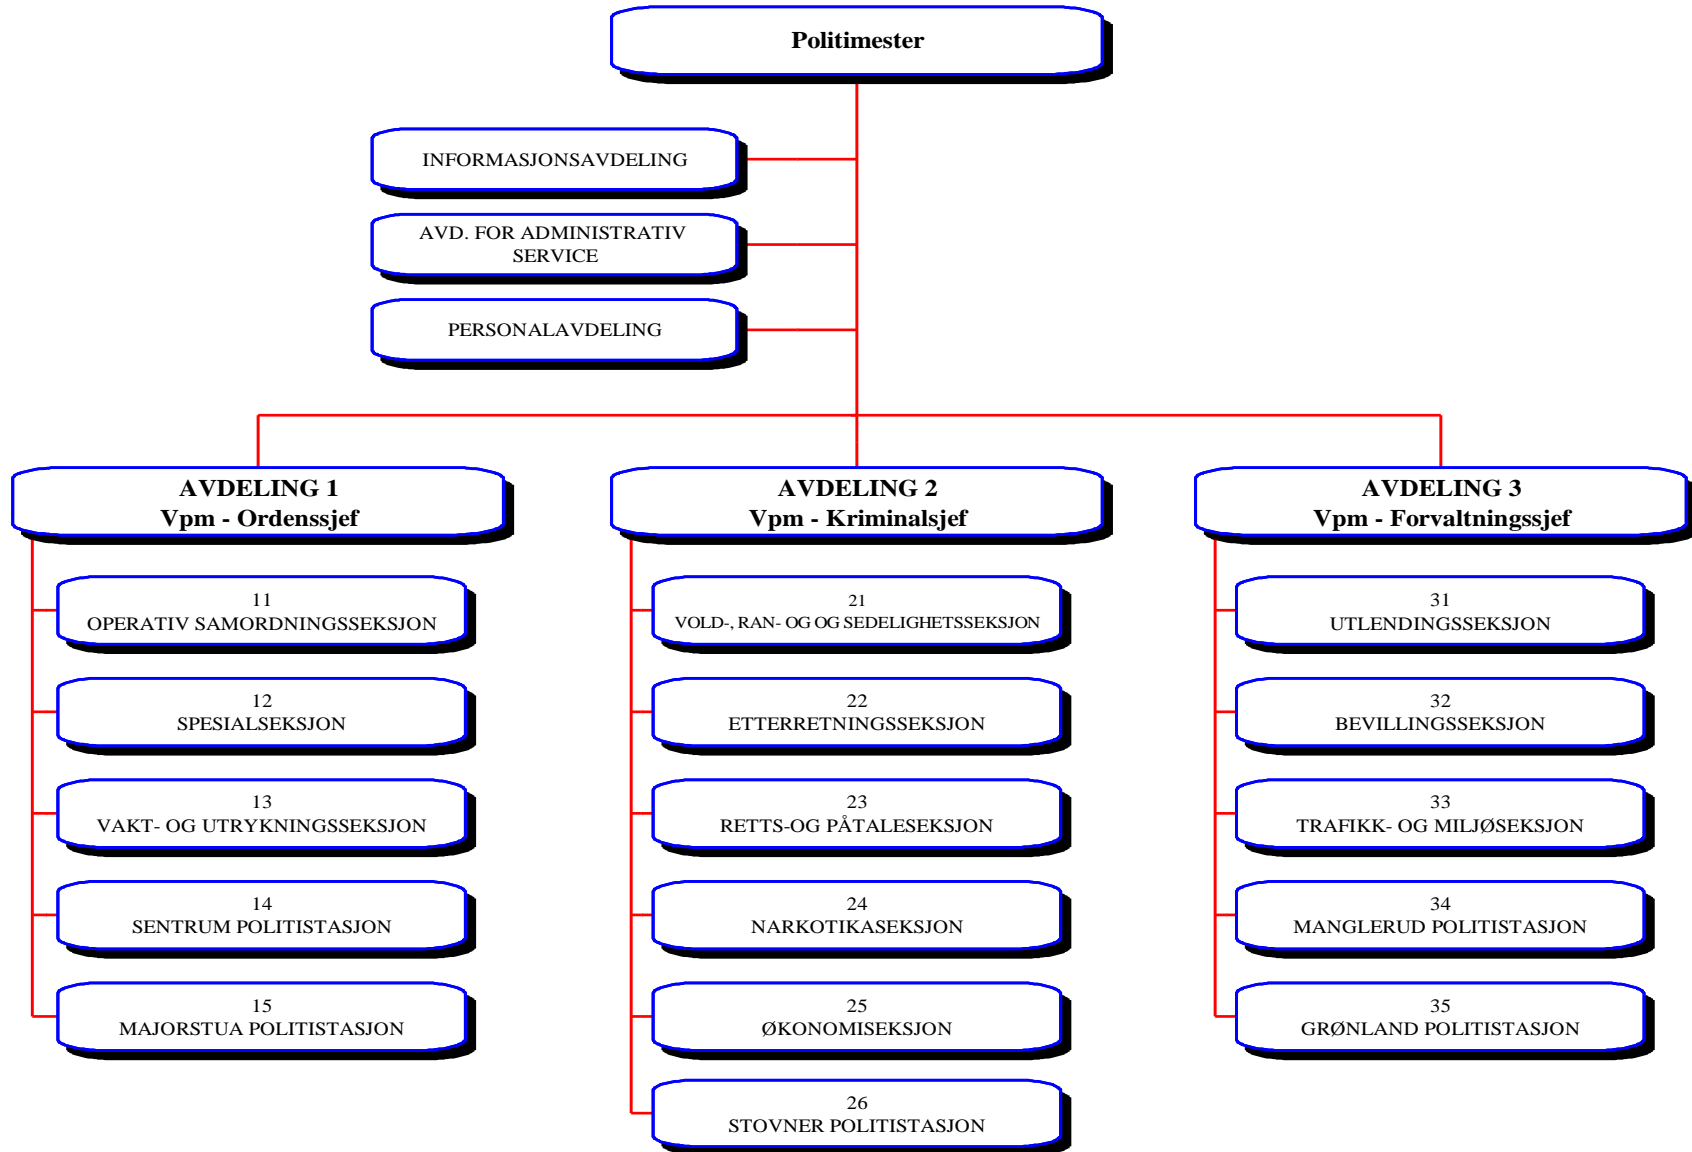 Politimester
INFORMASJONSAVDELING
AVD. FOR ADMINISTRATIV
SERVICE
PERSONALAVDELING
AVDELING 1
Vpm - Ordenssjef
11
OPERATIV SAMORDNINGSSEKSJON
12
SPESIALSEKSJON
13
VAKT- OG UTRYKNINGSSEKSJON
14
SENTRUM POLITISTASJON
15
MAJORSTUA POLITISTASJON
AVDELING 2
Vpm - Kriminalsjef
21
VOLD-, RAN- OG OG SEDELIGHETSSEKSJON
22
ETTERRETNINGSSEKSJON
23
RETTS-OG PÅTALESEKSJON
24
NARKOTIKASEKSJON
25
ØKONOMISEKSJON
26
STOVNER POLITISTASJON
AVDELING 3
Vpm - Forvaltningssjef
31
UTLENDINGSSEKSJON
32
BEVILLINGSSEKSJON
33
TRAFIKK- OG MILJØSEKSJON
34
MANGLERUD POLITISTASJON
35
GRØNLAND POLITISTASJON